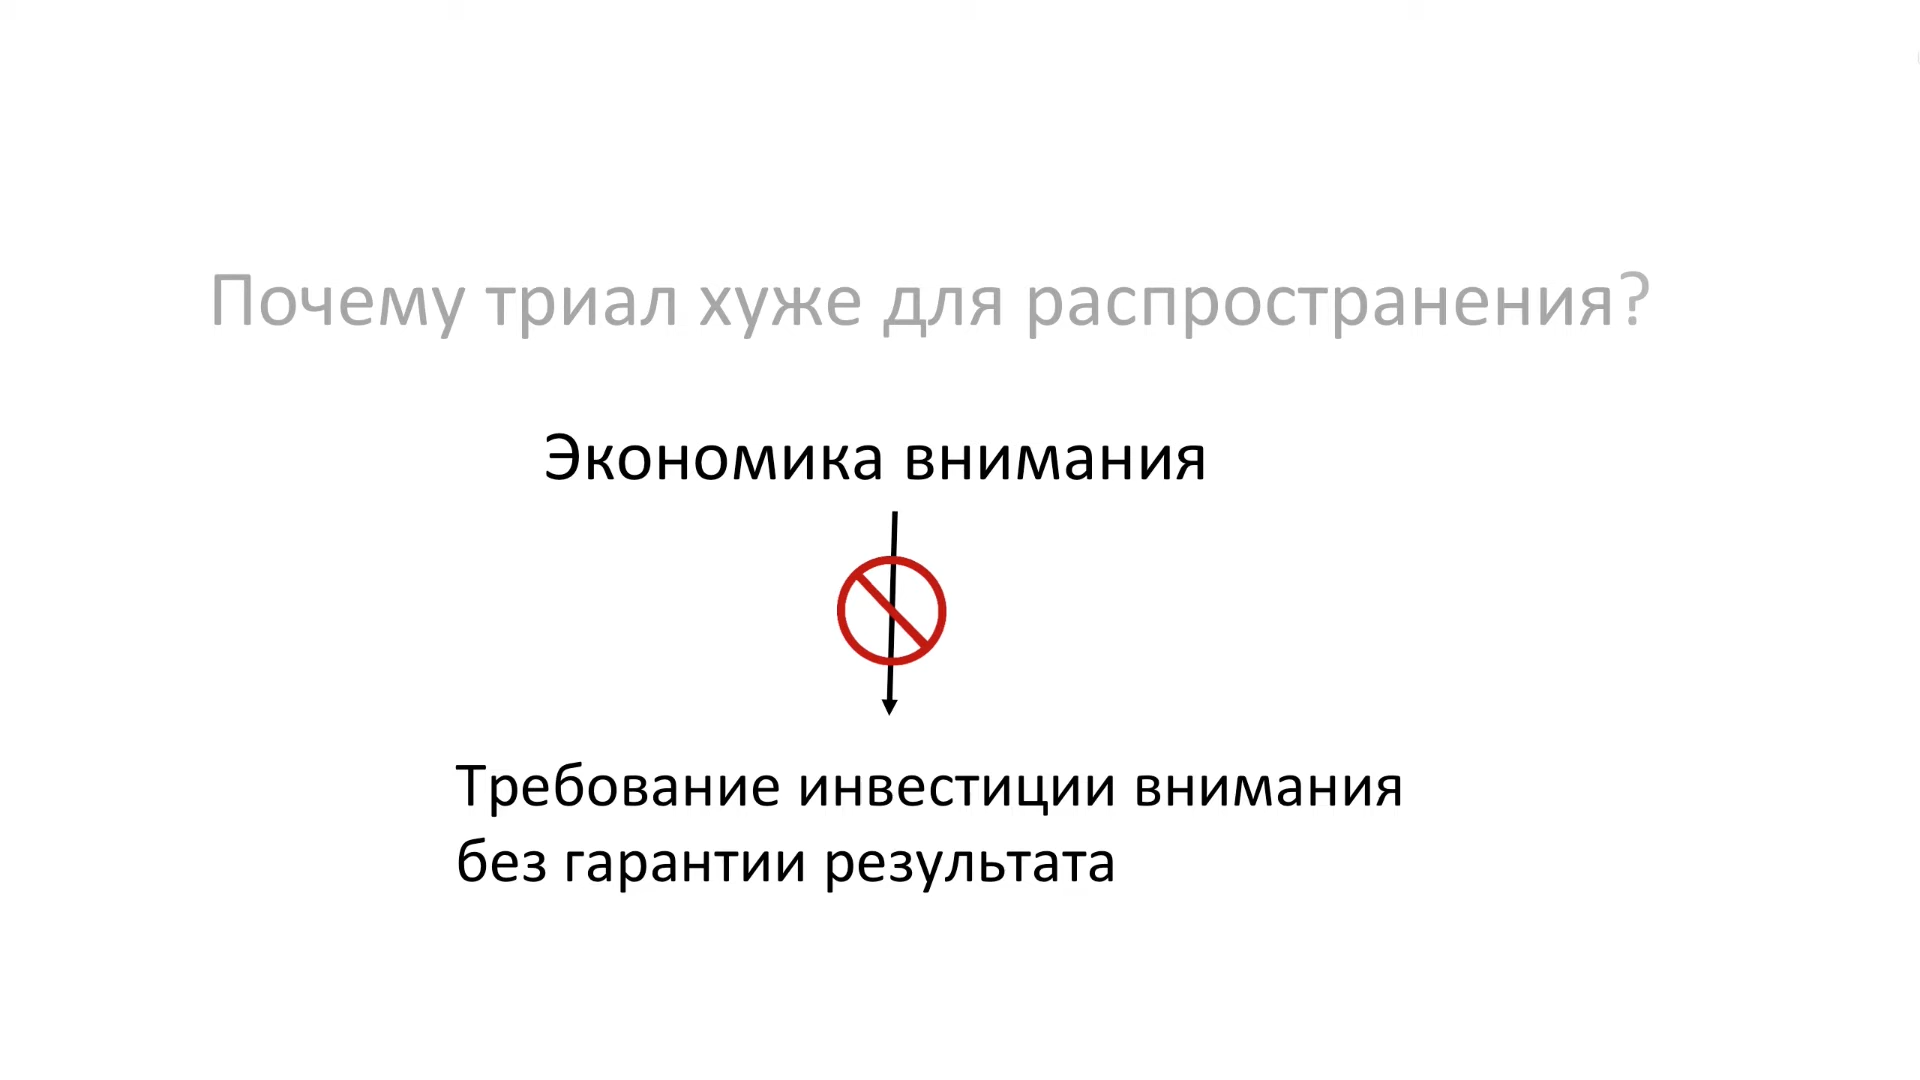 Почему триал хуже для распространения?
Экономика внимания
Требование инвестиции внимания
без гарантии результата